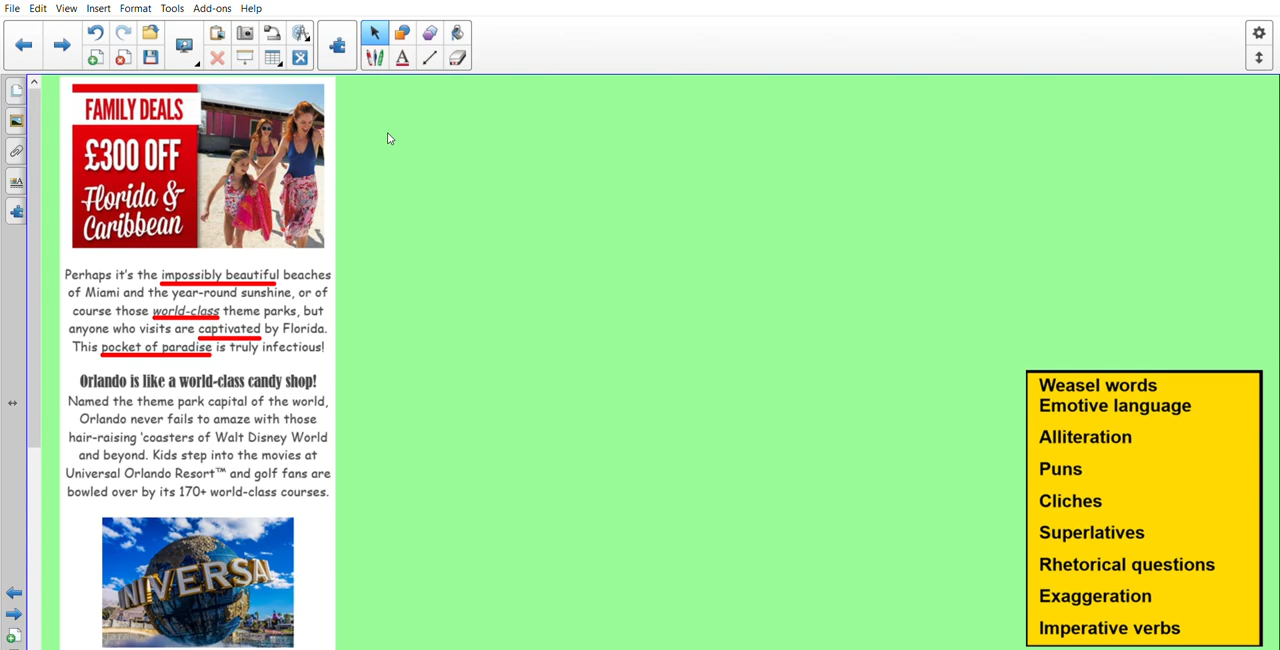 File Edit View Insert Format Tools Add-ons Help
FAMILY DEALS
£300 OFF
Florida &
Caribbean
Perhaps it's the impossibly beautiful beaches
of Miami and the year-round sunshine, or of
course those world-class theme parks, but
anyone who visits are captivated by Florida.
This pocket of paradise is truly infectious!
Orlando is like a world-class candy shop!
Named the theme park capital of the world,
Orlando never fails to amaze with those
hair-raising 'coasters of Walt Disney World
and beyond. Kids step into the movies at
Universal Orlando Resort™ and golf fans are
bowled over by its 170+ world-class courses.
UNIVERSAL
Weasel words
Emotive language
Alliteration
Puns
Cliches
Superlatives
Rhetorical questions
Exaggeration
Imperative verbs